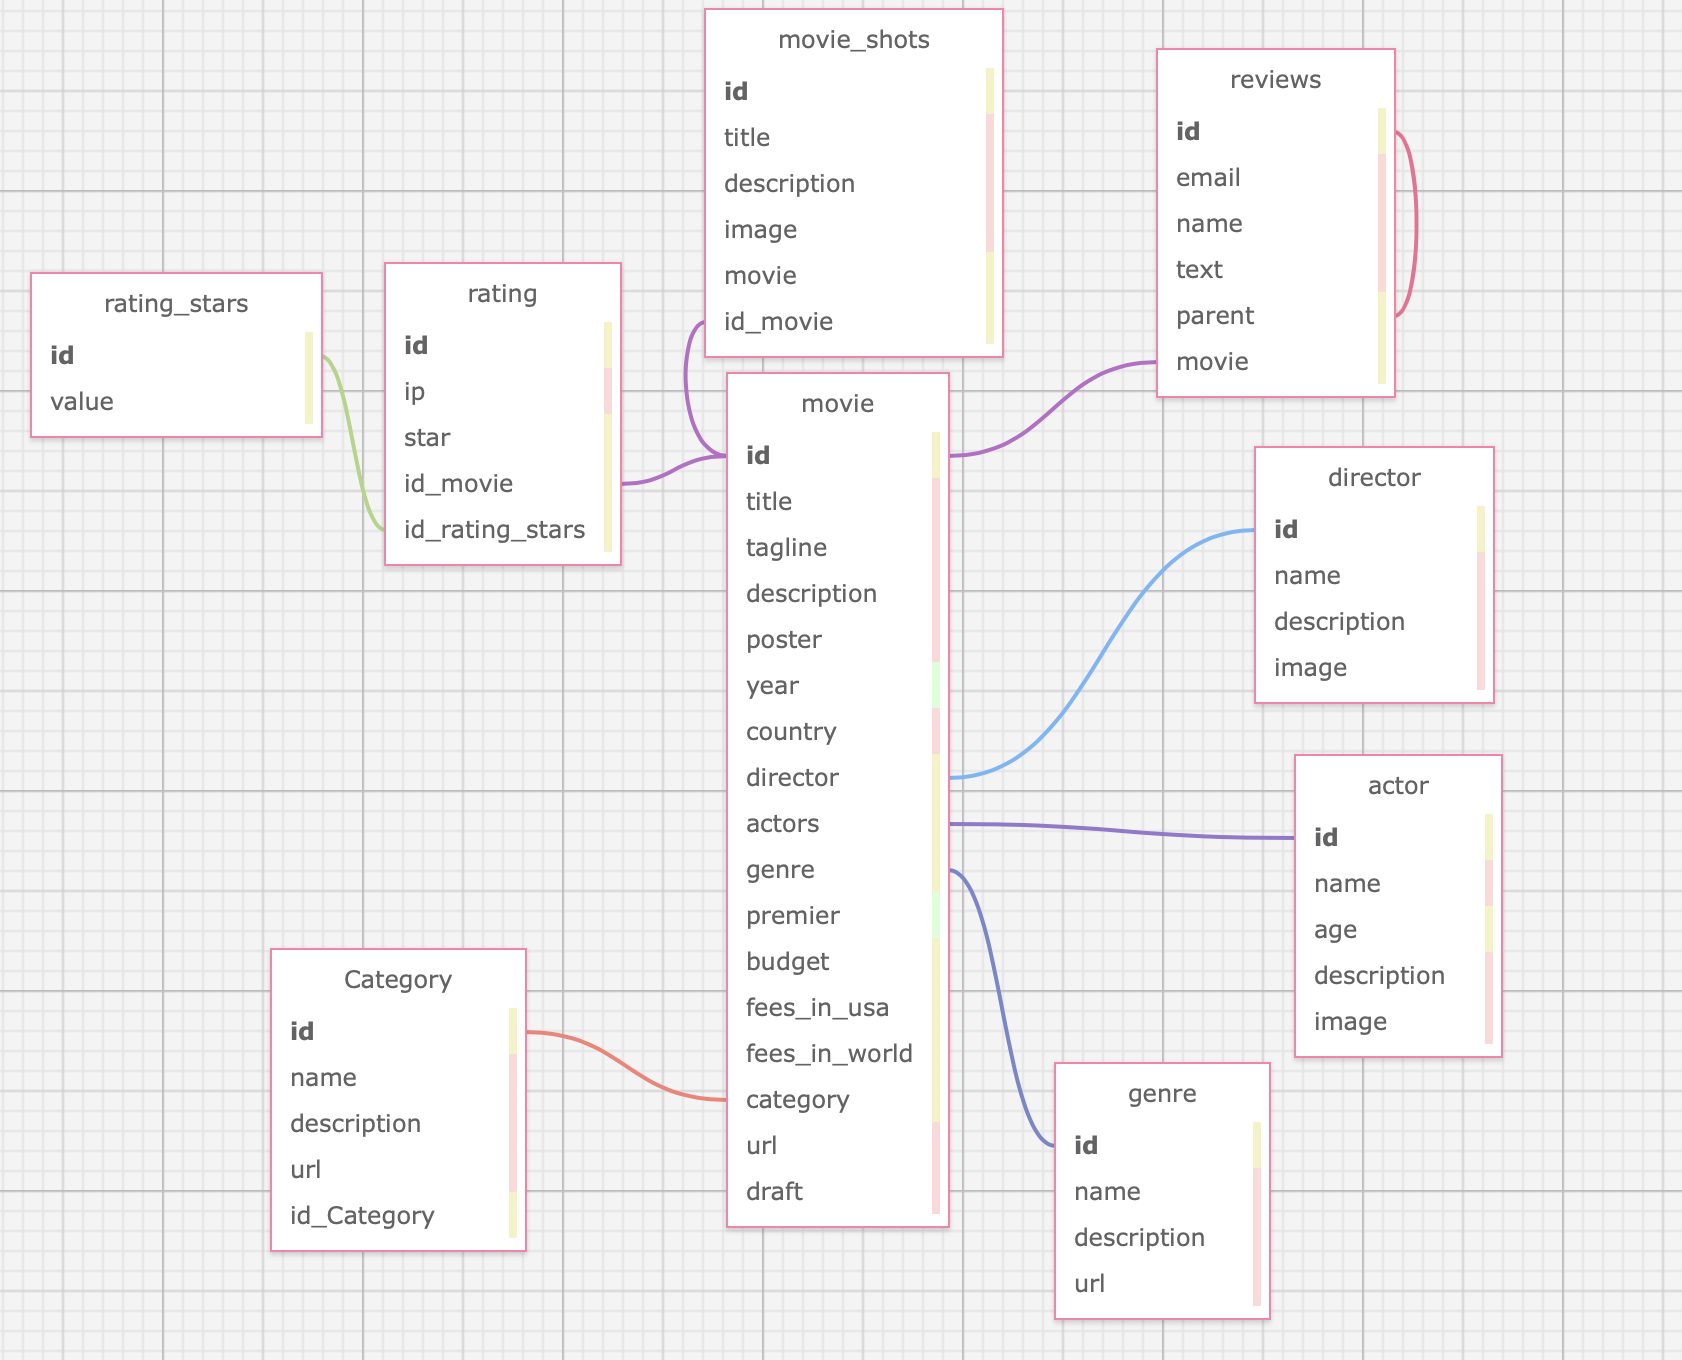 movie_shots
id
title
description
image
movie
id_movie
reviews
id
email
name
text
parent
movie
rating_stars
id
value
rating
id
ip
star
id_movie
id_rating_stars
movie
id
title
tagline
description
poster
year
country
director
actors
genre
premier
budget
fees_in_usa
fees_in_world
category
url
draft
director
id
name
description
image
actor
id
name
age
description
image
Category
id
name
description
url
id_Category
genre
id
name
description
url